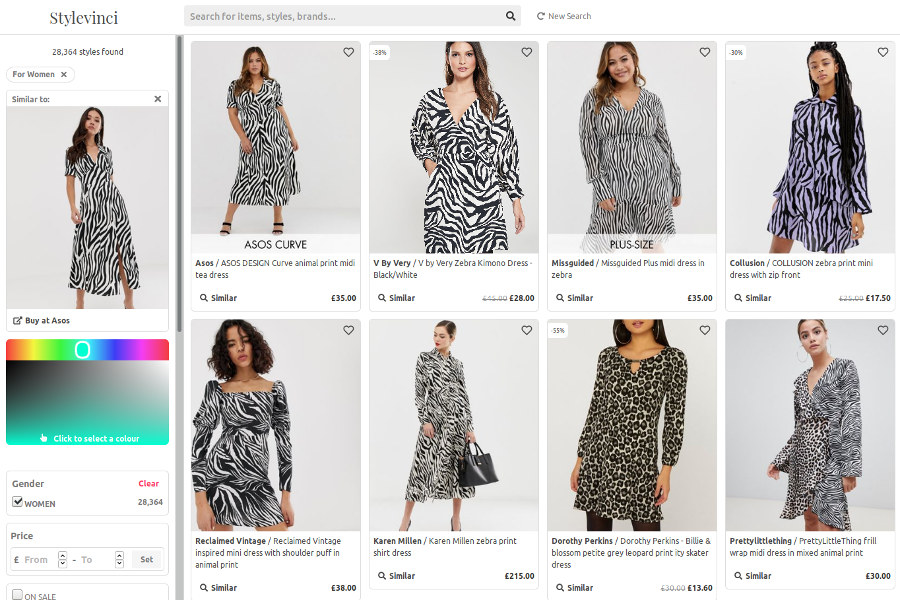 Stylevinci
Search for items, styles, brands...
New Search
28,364 styles found
For Women ×
Similar to:
Buy at Asos
Click to select a colour
Gender
Clear
WOMEN
28,364
Price
£ From - To Set
ON SALE
ASOS CURVE
Asos / ASOS DESIGN Curve animal print midi
tea dress
Similar
£35.00
-38%
V By Very / V by Very Zebra Kimono Dress -
Black/White
Similar
£45.00 £28.00
PLUS-SIZE
Missguided / Missguided Plus midi dress in
zebra
Similar
£35.00
-30%
Collusion / COLLUSION zebra print mini
dress with zip front
Similar
£25.00 £17.50
Reclaimed Vintage / Reclaimed Vintage
inspired mini dress with shoulder puff in
animal print
Similar
£38.00
Karen Millen / Karen Millen zebra print
shirt dress
Similar
£215.00
-55%
Dorothy Perkins / Dorothy Perkins - Billie &
blossom petite grey leopard print ity skater
dress
Similar
£30.00 £13.60
Prettylittlething / PrettyLittleThing frill
wrap midi dress in mixed animal print
Similar
£30.00